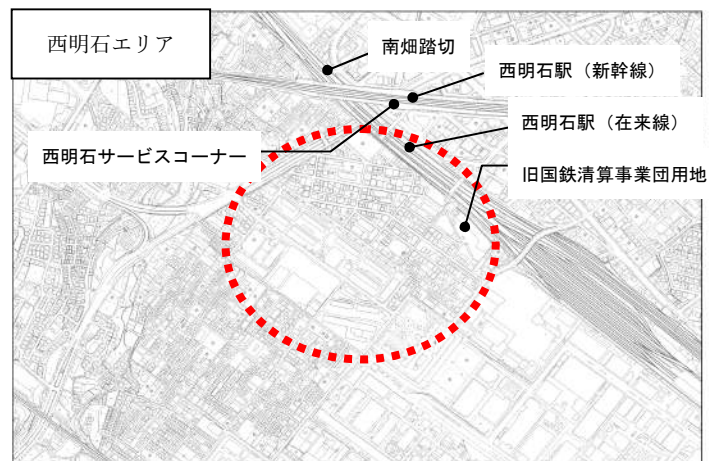 西明石エリア
南畑踏切
西明石駅（新幹線）
西明石駅（在来線）
西明石サービスコーナー
旧国鉄清算事業団用地